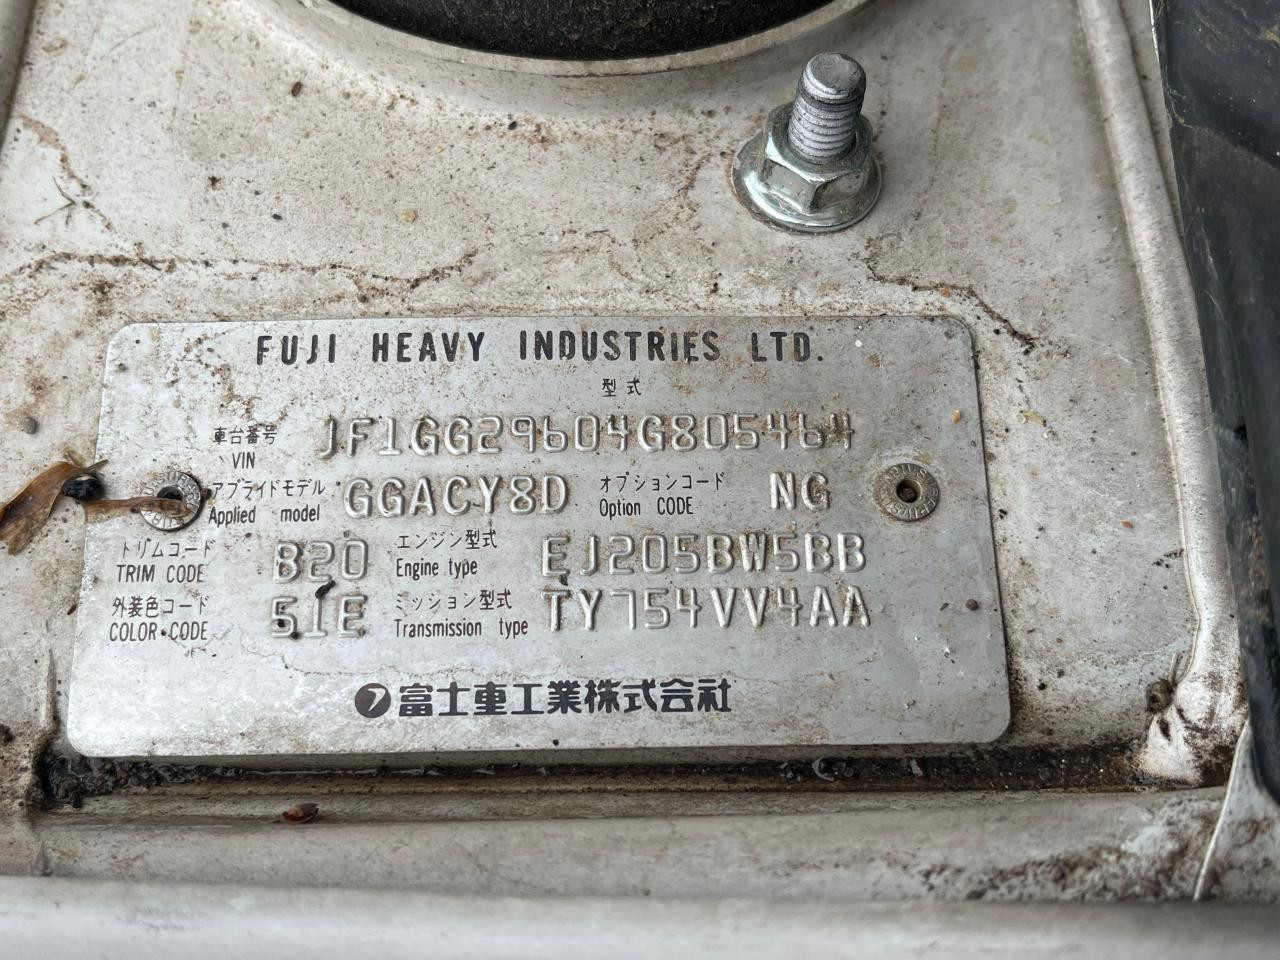 FUJI HEAVY INDUSTRIES LTD.
型式
車台番号 VIN JF1GG29604G805464
アプライドモデル Applied model GGACY8D オプションコード Option CODE NG
トリムコード TRIM CODE B20 エンジン型式 Engine type EJ205BW5BB
外装色コード COLOR CODE 51E ミッション型式 Transmission type TY754VV4AA
富士重工業株式会社